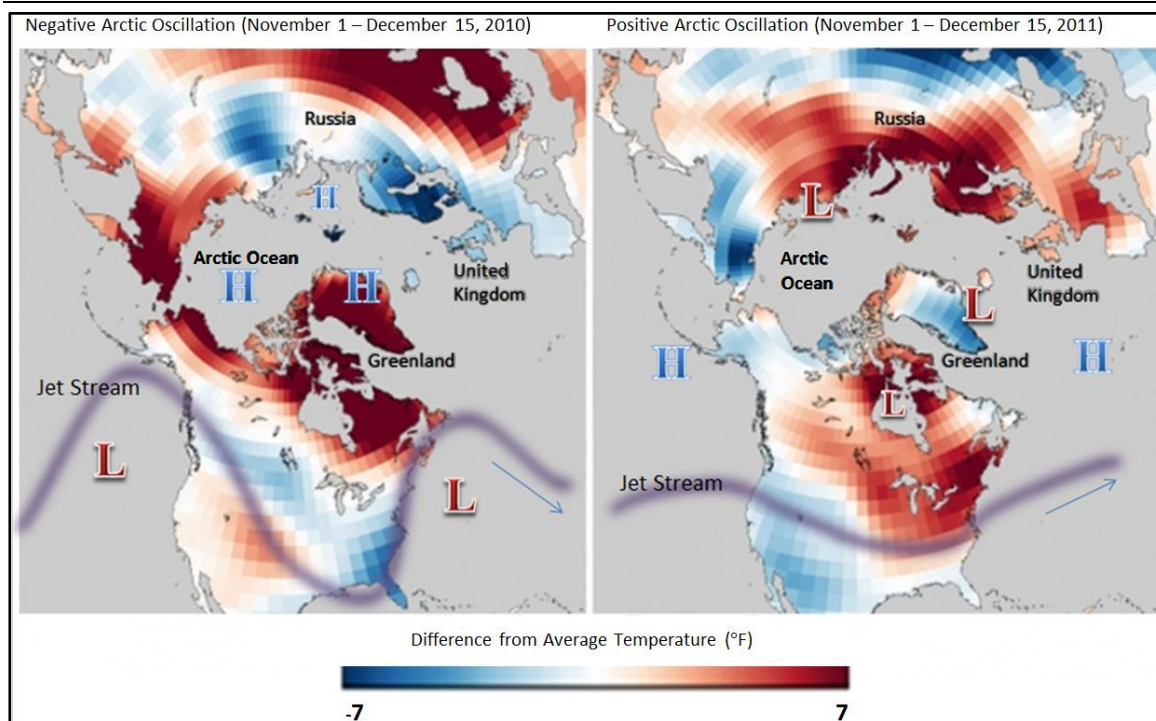 Negative Arctic Oscillation (November 1 – December 15, 2010)
Positive Arctic Oscillation (November 1 – December 15, 2011)
Russia
H
Arctic Ocean
H
H
United
Kingdom
Greenland
Jet Stream
L
L
Russia
L
Arctic
Ocean
United
Kingdom
L
Greenland
H
H
L
Jet Stream
Difference from Average Temperature (°F)
-7
7